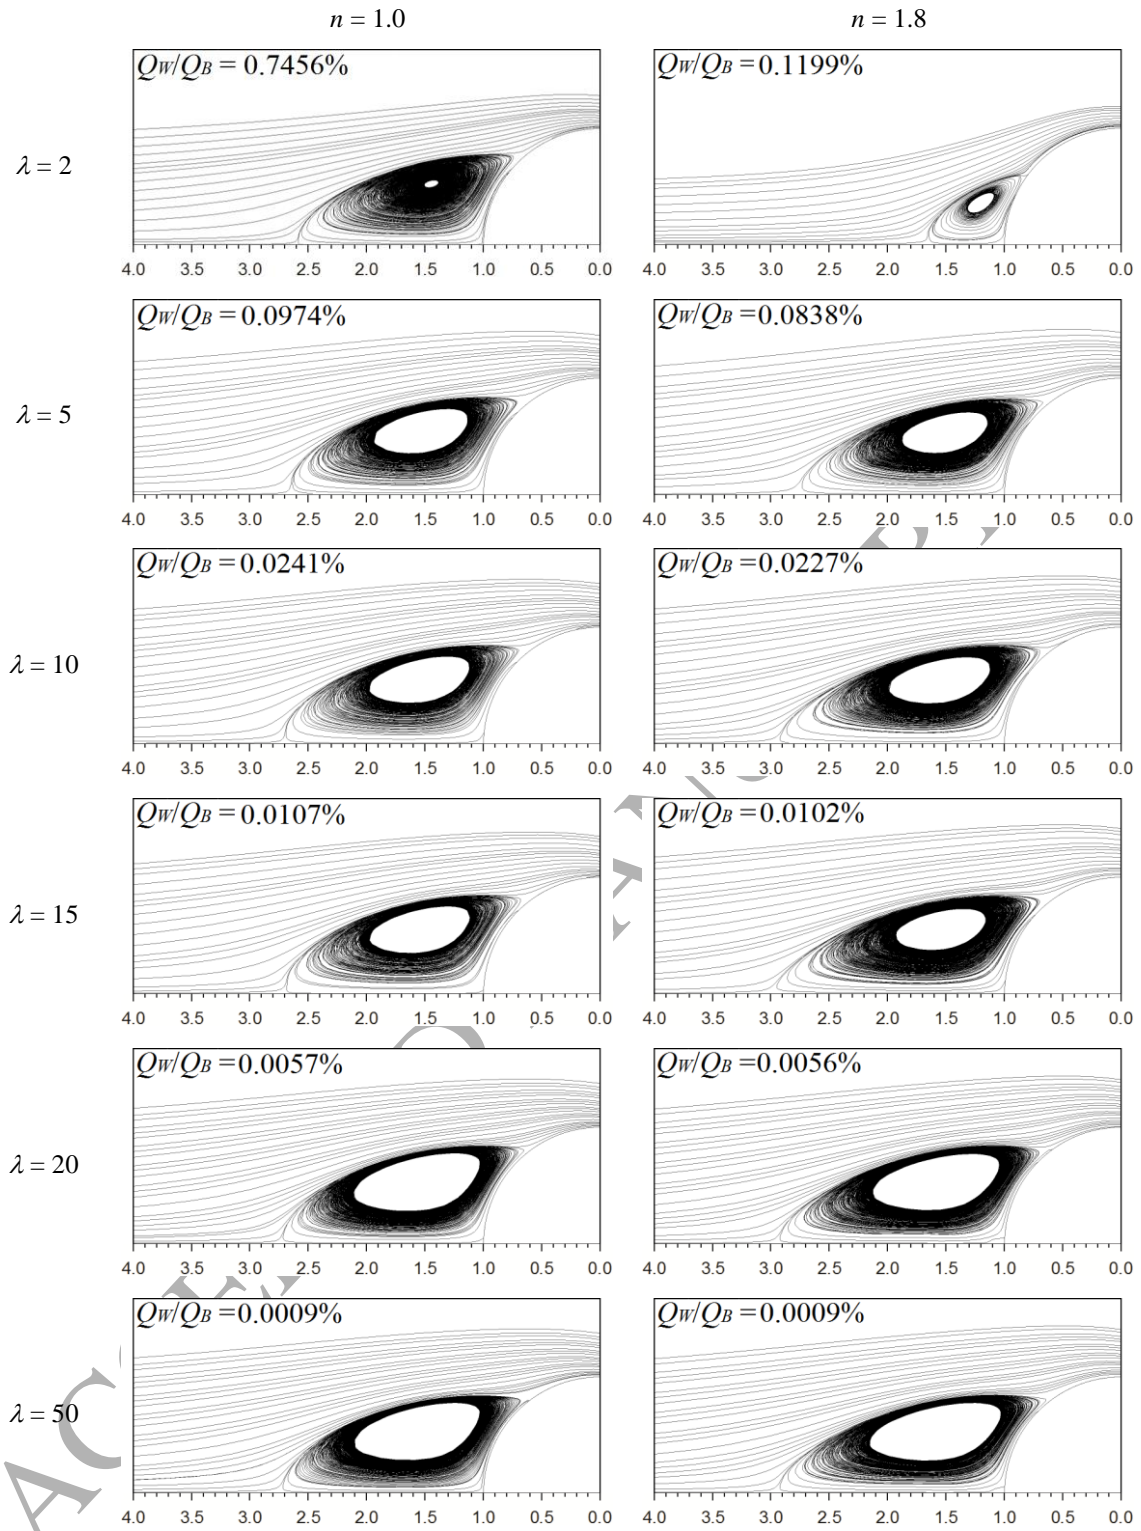 n = 1.0
n = 1.8
λ = 2
QW/QB = 0.7456%
4.0 3.5 3.0 2.5 2.0 1.5 1.0 0.5 0.0
QW/QB = 0.1199%
4.0 3.5 3.0 2.5 2.0 1.5 1.0 0.5 0.0
λ = 5
QW/QB = 0.0974%
4.0 3.5 3.0 2.5 2.0 1.5 1.0 0.5 0.0
QW/QB = 0.0838%
4.0 3.5 3.0 2.5 2.0 1.5 1.0 0.5 0.0
λ = 10
QW/QB = 0.0241%
4.0 3.5 3.0 2.5 2.0 1.5 1.0 0.5 0.0
QW/QB = 0.0227%
4.0 3.5 3.0 2.5 2.0 1.5 1.0 0.5 0.0
λ = 15
QW/QB = 0.0107%
4.0 3.5 3.0 2.5 2.0 1.5 1.0 0.5 0.0
QW/QB = 0.0102%
4.0 3.5 3.0 2.5 2.0 1.5 1.0 0.5 0.0
λ = 20
QW/QB = 0.0057%
4.0 3.5 3.0 2.5 2.0 1.5 1.0 0.5 0.0
QW/QB = 0.0056%
4.0 3.5 3.0 2.5 2.0 1.5 1.0 0.5 0.0
λ = 50
QW/QB = 0.0009%
4.0 3.5 3.0 2.5 2.0 1.5 1.0 0.5 0.0
QW/QB = 0.0009%
4.0 3.5 3.0 2.5 2.0 1.5 1.0 0.5 0.0